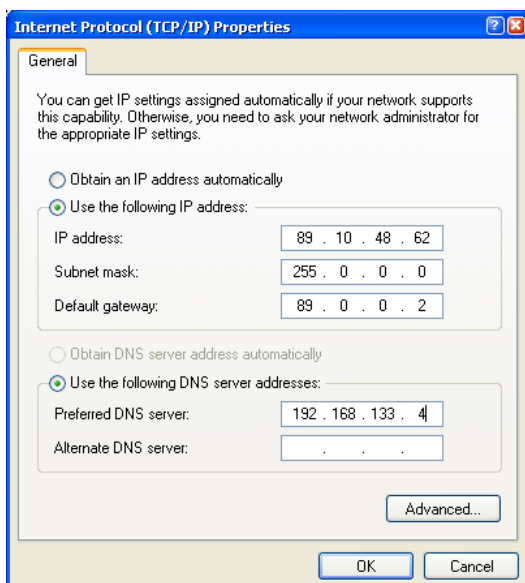 Internet Protocol (TCP/IP) Properties
General
You can get IP settings assigned automatically if your network supports
this capability. Otherwise, you need to ask your network administrator for
the appropriate IP settings.
Obtain an IP address automatically
Use the following IP address:
IP address: 89 . 10 . 48 . 62
Subnet mask: 255 . 0 . 0 . 0
Default gateway: 89 . 0 . 0 . 2
Obtain DNS server address automatically
Use the following DNS server addresses:
Preferred DNS server: 192 . 168 . 133 . 4
Alternate DNS server: . . .
Advanced...
OK Cancel